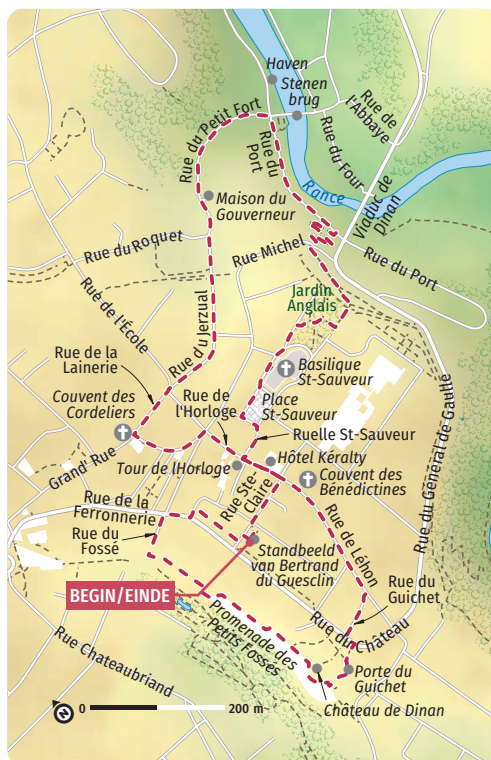 Haven
Stenen
brug
Rue de
l'Abbaye
Rue du Petit Fort
Rue du
Port
Rue du Four
Rance
Viaduc de
Dinan
Maison du
Gouverneur
Rue du Roquet
Rue Michel
Rue du Port
Rue de l'École
Jardin
Anglais
Rue du Jerzual
Rue de la
Lainerie
Basilique
St-Sauveur
Couvent des
Cordeliers
Rue de
l'Horloge
Place
St-Sauveur
Ruelle St-Sauveur
Grand Rue
Tour de lHorloge
Hôtel Kéralty
Couvent des
Bénédictines
Rue du Général de Gaulle
Rue de la
Ferronnerie
Rue Ste-
Claire
Rue de Léhon
Rue du
Fossé
Standbeeld
van Bertrand
du Guesclin
Rue du
Guichet
BEGIN/EINDE
Promenade des
Petits Fossés
Rue du Château
Rue Chateaubriand
Porte du
Guichet
Château de Dinan
N 0 200 m